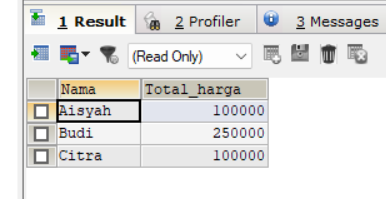 1 Result 2 Profiler 3 Messages
(Read Only)
Nama Total_harga
Aisyah 100000
Budi 250000
Citra 100000